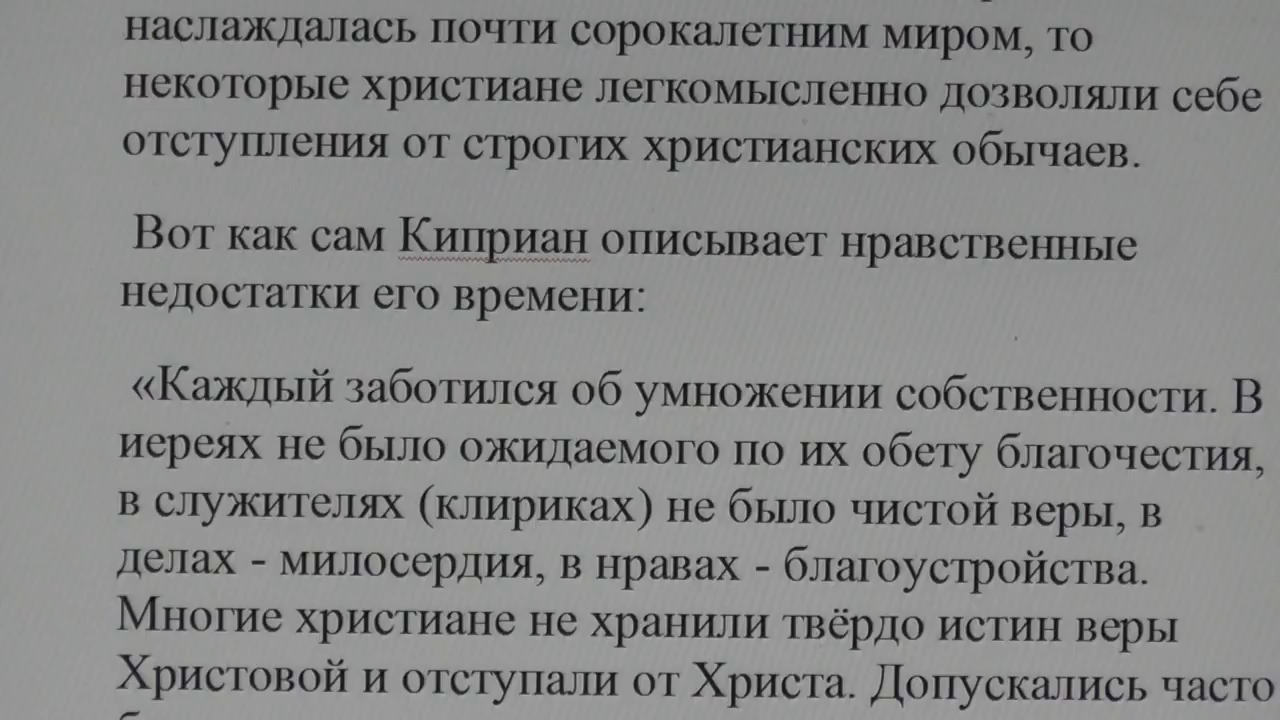 наслаждалась почти сорокалетним миром, то
некоторые христиане легкомысленно дозволяли себе
отступления от строгих христианских обычаев.
Вот как сам Киприан описывает нравственные
недостатки его времени:
«Каждый заботился об умножении собственности. В
иереях не было ожидаемого по их обету благочестия,
в служителях (клириках) не было чистой веры, в
делах - милосердия, в нравах - благоустройства.
Многие христиане не хранили твёрдо истин веры
Христовой и отступали от Христа. Допускались часто